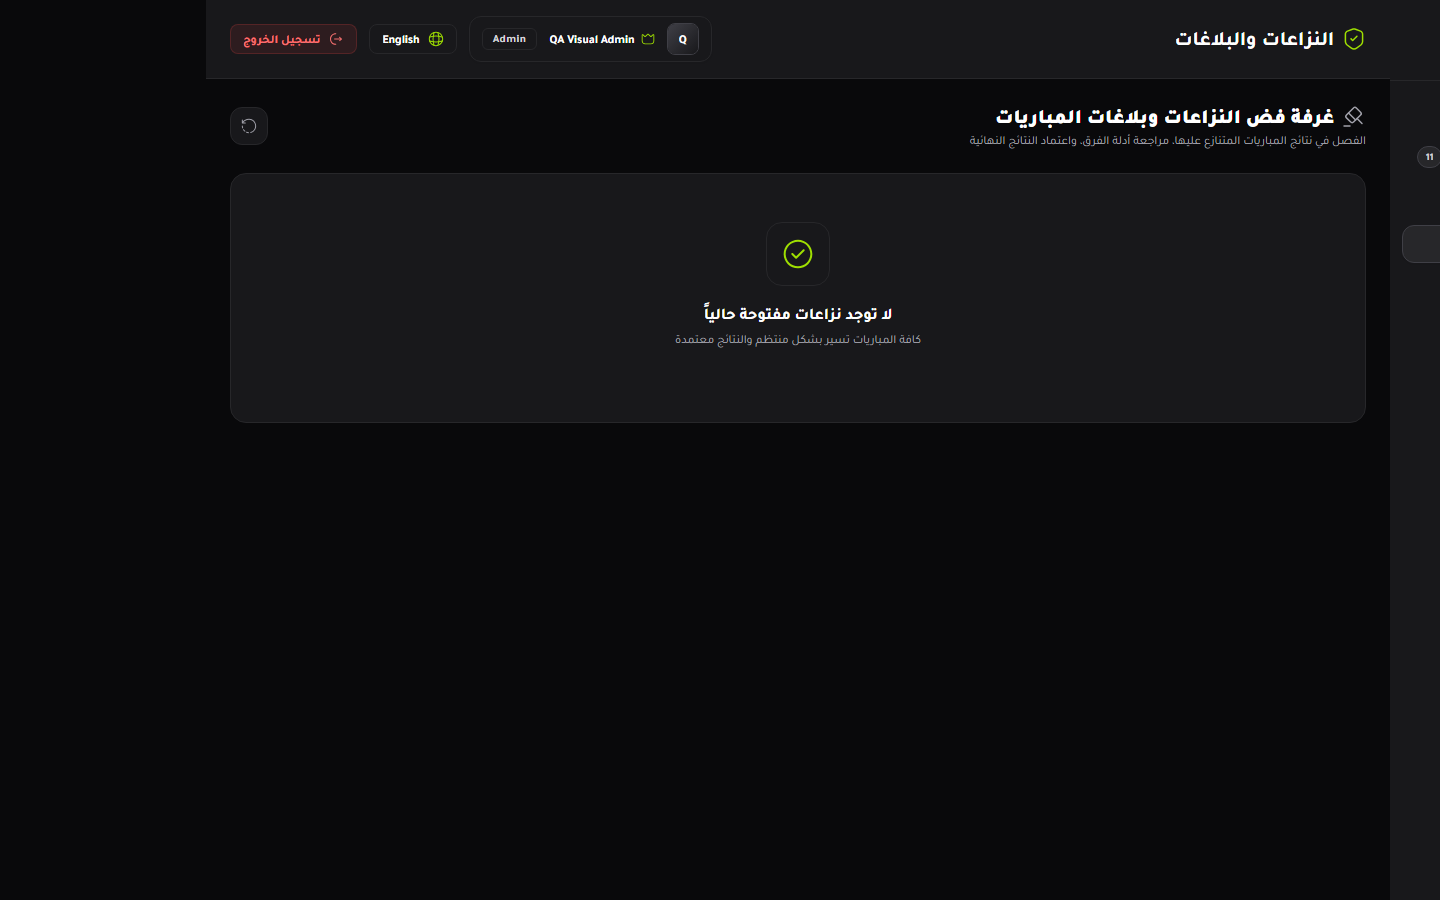 النزاعات والبلاغات
Q
QA Visual Admin
Admin
English
تسجيل الخروج
11
غرفة فض النزاعات وبلاغات المباريات
الفصل في نتائج المباريات المتنازع عليها، مراجعة أدلة الفرق، واعتماد النتائج النهائية
لا توجد نزاعات مفتوحة حالياً
كافة المباريات تسير بشكل منتظم والنتائج معتمدة